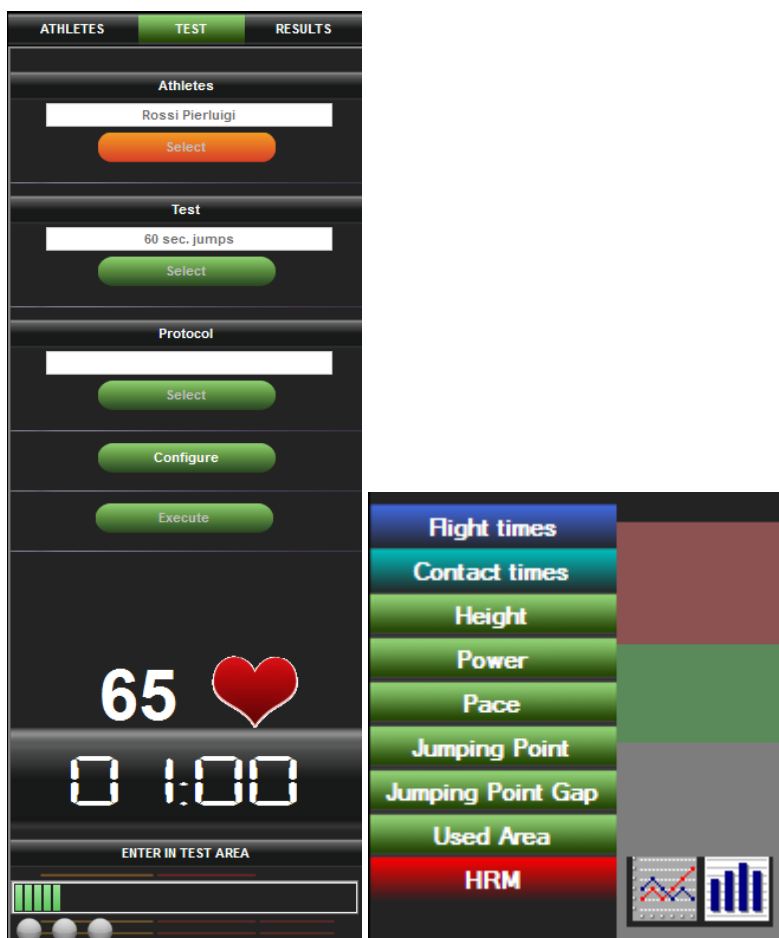 ATHLETES TEST RESULTS
Athletes
Rossi Pierluigi
Select
Test
60 sec. jumps
Select
Protocol
Select
Configure
Execute
65
01:00
ENTER IN TEST AREA
Flight times
Contact times
Height
Power
Pace
Jumping Point
Jumping Point Gap
Used Area
HRM